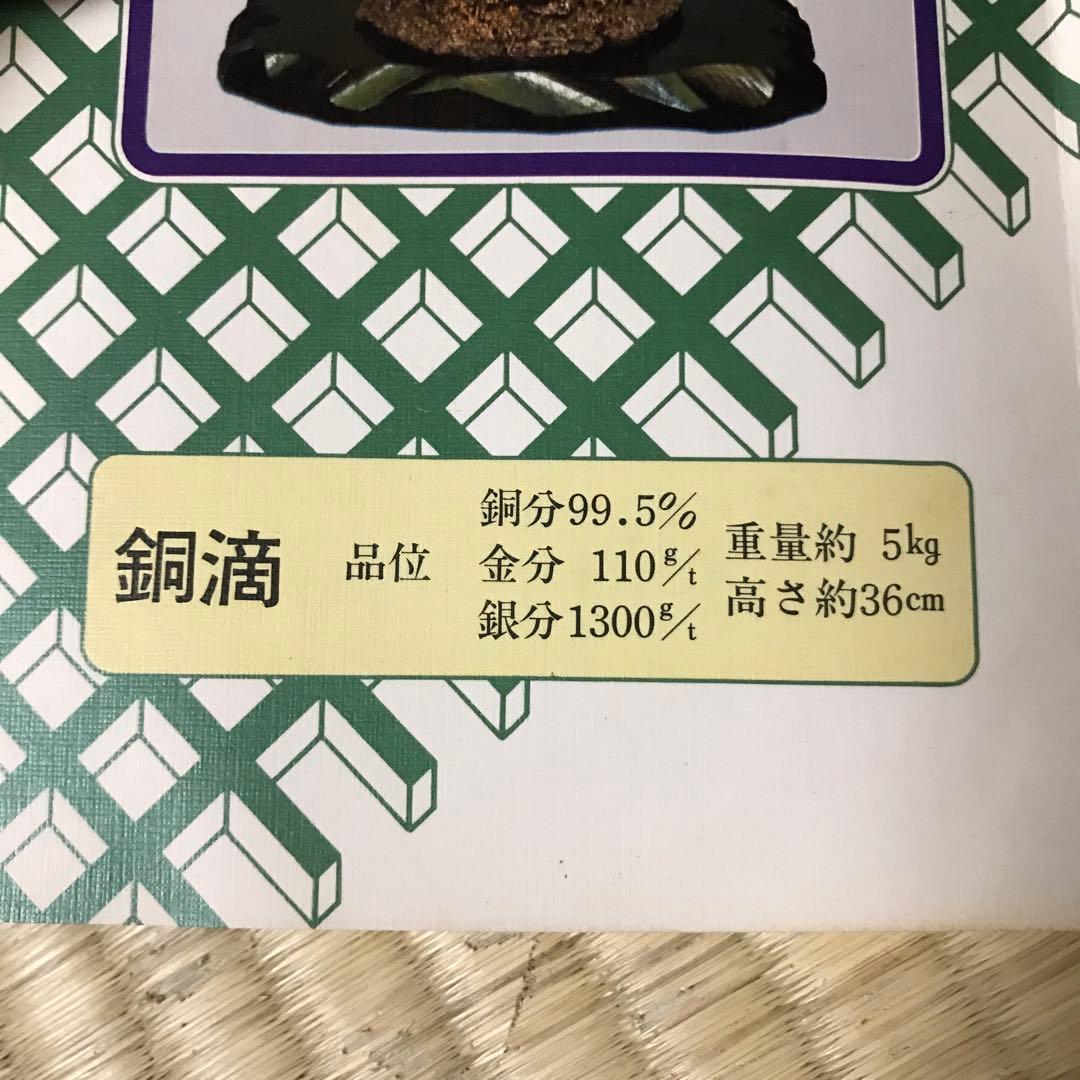 銅滴
品位
銅分99.5%
金分 110g/t
銀分1300g/t
重量約 5kg
高さ約36cm